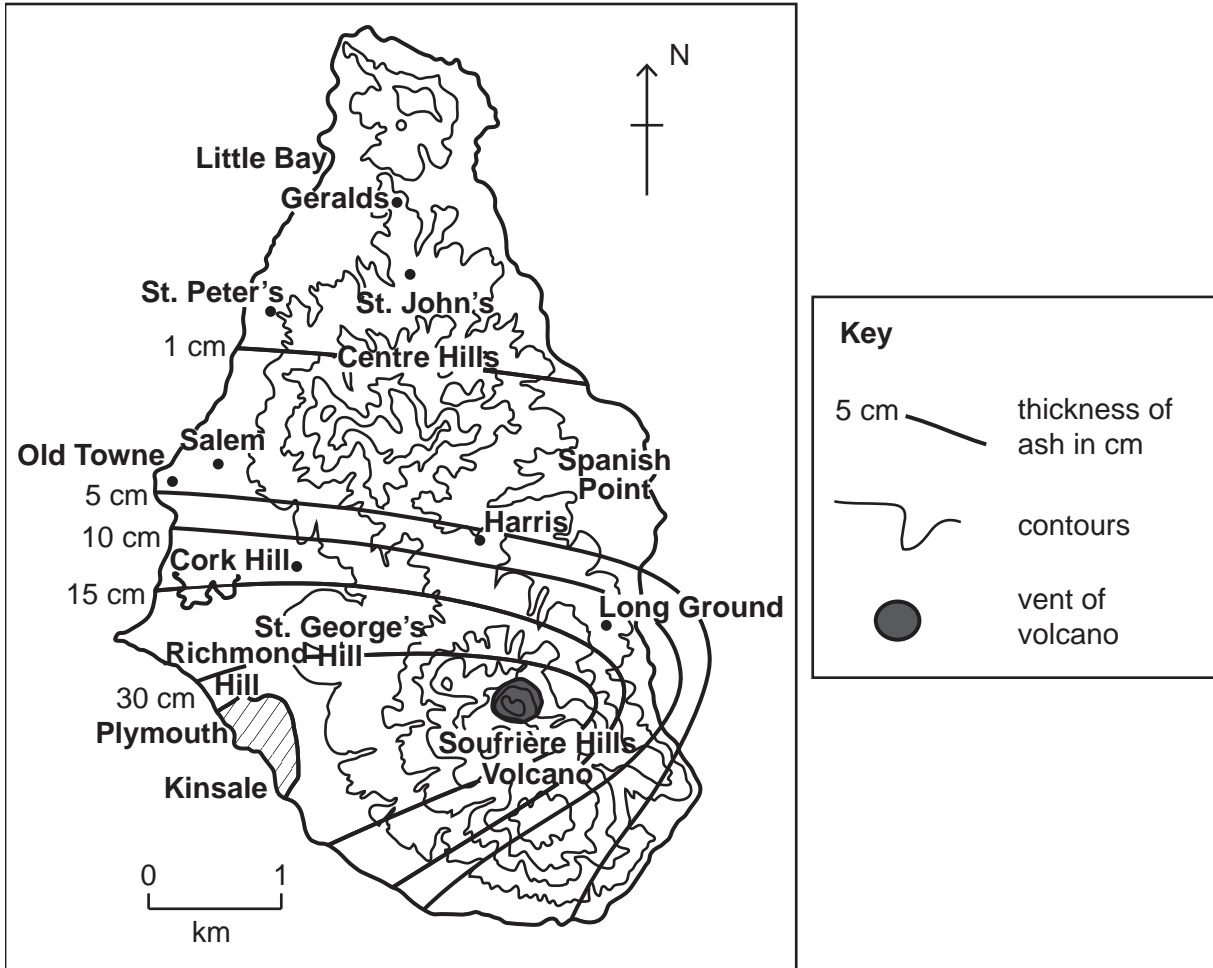 N
Little Bay
Geralds
St. Peter's
St. John's
1 cm
Centre Hills
Old Towne
Salem
Spanish
Point
5 cm
Harris
10 cm
Cork Hill
15 cm
Long Ground
St. George's
Hill
Richmond
Hill
30 cm
Plymouth
Soufrière Hills
Volcano
Kinsale
0 1
km
Key
5 cm
thickness of
ash in cm
contours
vent of
volcano